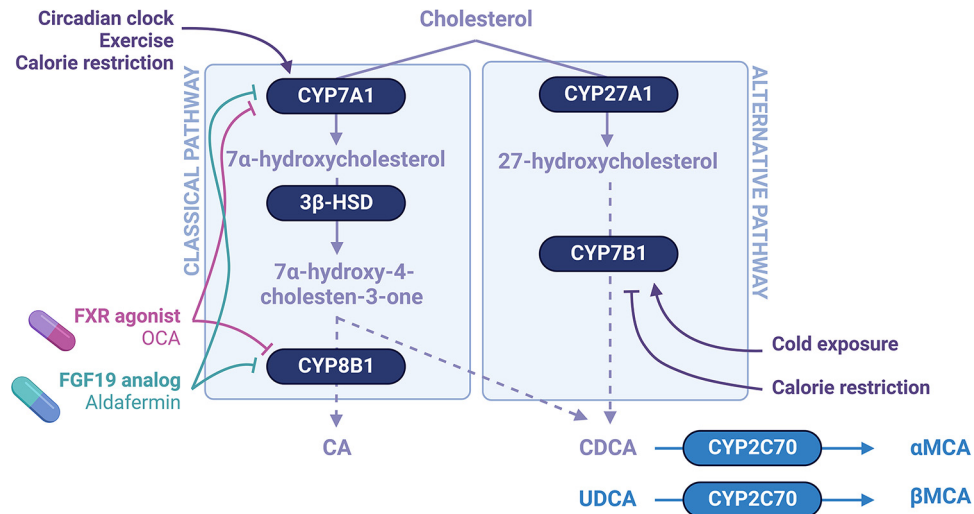 Circadian clock
Exercise
Calorie restriction
Cholesterol
CLASSICAL PATHWAY
CYP7A1
7α-hydroxycholesterol
3β-HSD
7α-hydroxy-4-
cholesten-3-one
CYP8B1
CA
FXR agonist
OCA
FGF19 analog
Aldafermin
ALTERNATIVE PATHWAY
CYP27A1
27-hydroxycholesterol
CYP7B1
Cold exposure
Calorie restriction
CDCA
CYP2C70
αMCA
UDCA
CYP2C70
βMCA